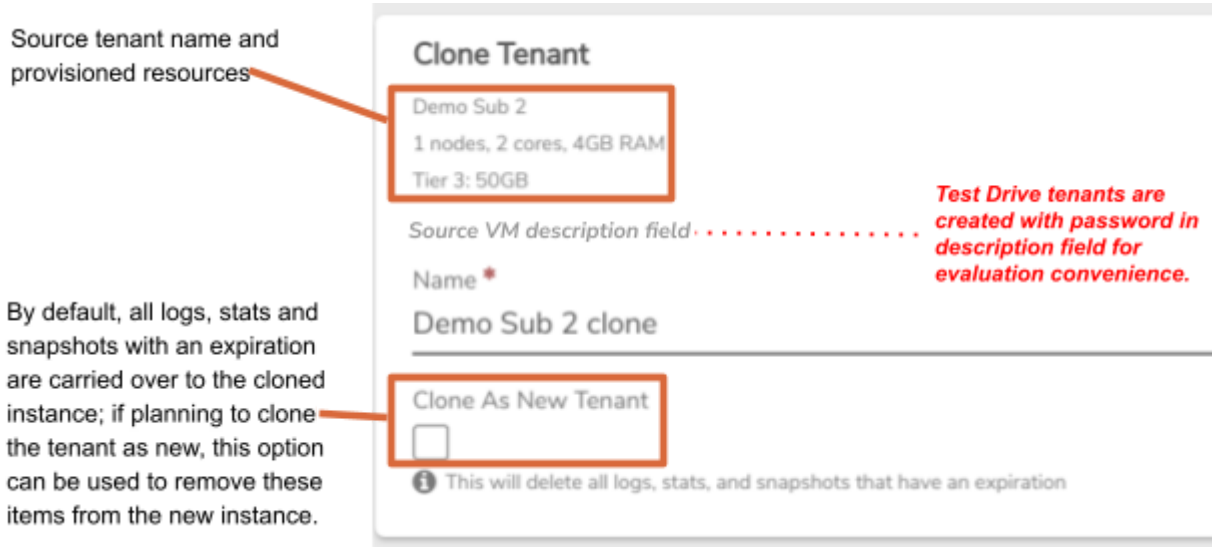 Source tenant name and
provisioned resources
Clone Tenant
Demo Sub 2
1 nodes, 2 cores, 4GB RAM
Tier 3: 50GB
Source VM description field
Test Drive tenants are
created with password in
description field for
evaluation convenience.
Name *
Demo Sub 2 clone
By default, all logs, stats and
snapshots with an expiration
are carried over to the cloned
instance; if planning to clone
the tenant as new, this option
can be used to remove these
items from the new instance.
Clone As New Tenant
This will delete all logs, stats, and snapshots that have an expiration